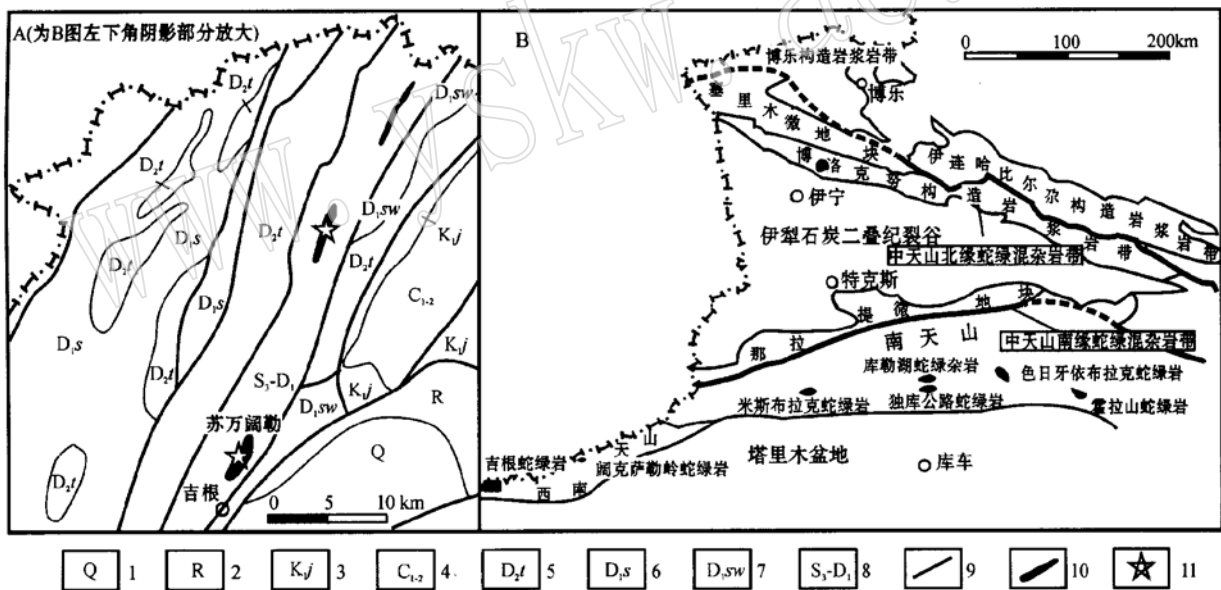 A(为B图左下角阴影部分放大)
D₂t
D₁sw
D₂t
D₁s
D₂t
D₁sw
K₁j
D₂t
D₂t
C₁₋₂
D₁s
D₁s
K₁j
D₂t
S₃-D₁
K₁j
R
D₁sw
苏万阔勒
Q
D₂t
吉根
0 5 10 km
B
0 100 200km
博乐构造岩浆岩带
博乐
赛里木微地块
伊连哈比尔尕构造岩浆岩带
博洛克努构造岩浆岩带
伊宁
伊犁石炭二叠纪裂谷
中天山北缘蛇绿混杂岩带
特克斯
那拉提微地块
南天山
中天山南缘蛇绿混杂岩带
库勒湖蛇绿杂岩
色日牙依布拉克蛇绿岩
米斯布拉克蛇绿岩
独库公路蛇绿岩
霍拉山蛇绿岩
西南天山
塔里木盆地
库车
吉根蛇绿岩
阔克萨勒岭蛇绿岩
Q 1 R 2 K₁j 3 C₁₋₂ 4 D₂t 5 D₁s 6 D₁sw 7 S₃-D₁ 8 9 10 11